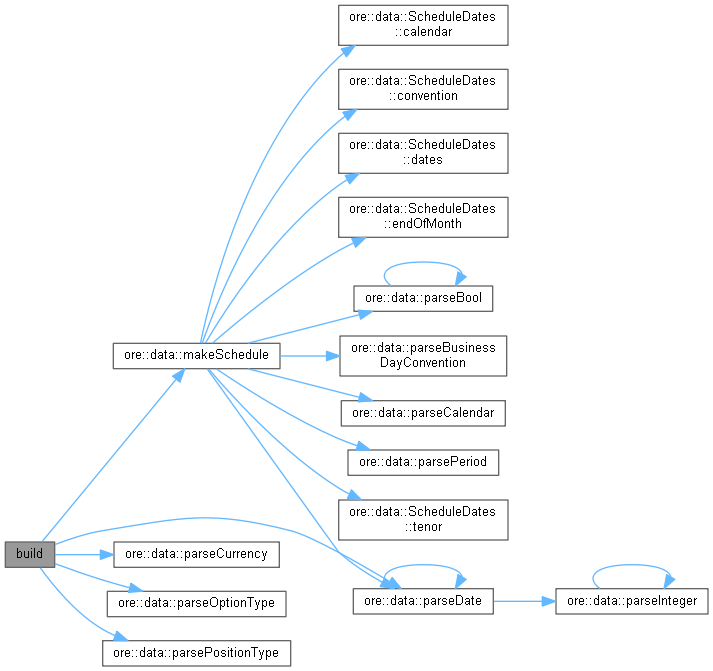 ore::data::ScheduleDates
::calendar
ore::data::ScheduleDates
::convention
ore::data::ScheduleDates
::dates
ore::data::ScheduleDates
::endOfMonth
ore::data::parseBool
ore::data::makeSchedule
ore::data::parseBusiness
DayConvention
ore::data::parseCalendar
ore::data::parsePeriod
ore::data::ScheduleDates
::tenor
build
ore::data::parseCurrency
ore::data::parseOptionType
ore::data::parseDate
ore::data::parseInteger
ore::data::parsePositionType